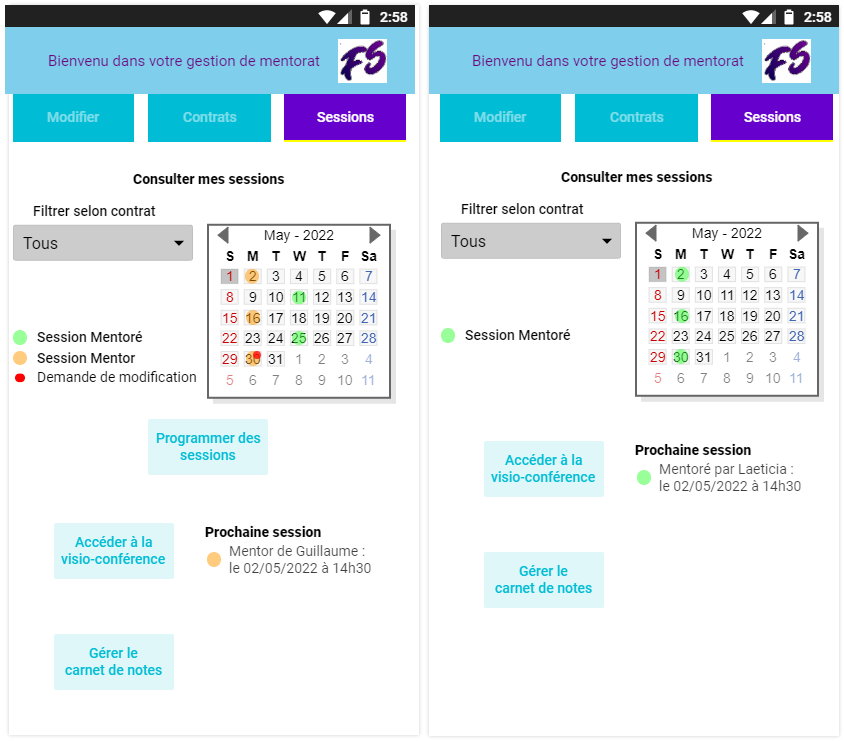 2:58
Bienvenu dans votre gestion de mentorat
FS
Modifier Contrats Sessions
Consulter mes sessions
Filtrer selon contrat
Tous
May - 2022
S M T W T F Sa
1 2 3 4 5 6 7
8 9 10 11 12 13 14
15 16 17 18 19 20 21
22 23 24 25 26 27 28
29 30 31 1 2 3 4
5 6 7 8 9 10 11
Session Mentoré
Session Mentor
Demande de modification
Programmer des
sessions
Accéder à la
visio-conférence
Prochaine session
Mentor de Guillaume :
le 02/05/2022 à 14h30
Gérer le
carnet de notes
2:58
Bienvenu dans votre gestion de mentorat
FS
Modifier Contrats Sessions
Consulter mes sessions
Filtrer selon contrat
Tous
May - 2022
S M T W T F Sa
1 2 3 4 5 6 7
8 9 10 11 12 13 14
15 16 17 18 19 20 21
22 23 24 25 26 27 28
29 30 31 1 2 3 4
5 6 7 8 9 10 11
Session Mentoré
Accéder à la
visio-conférence
Prochaine session
Mentoré par Laeticia :
le 02/05/2022 à 14h30
Gérer le
carnet de notes